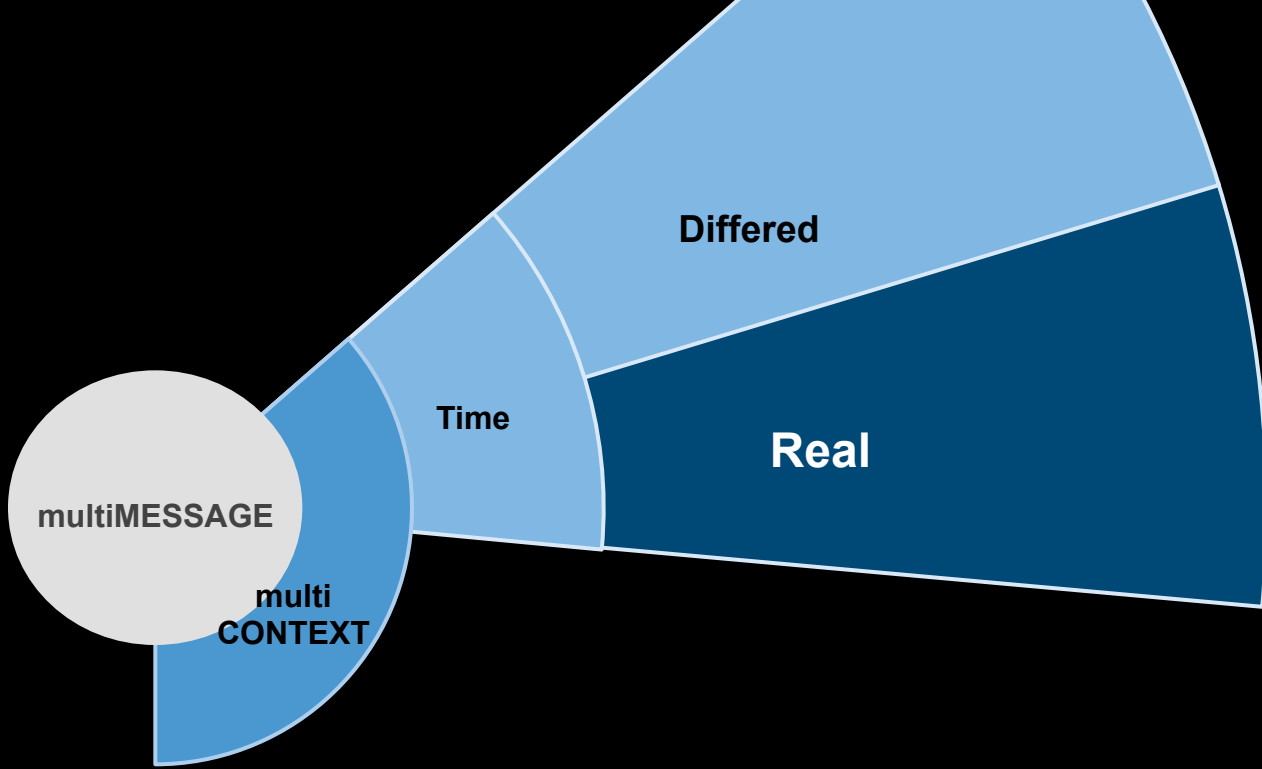 Differed
Time
Real
multiMESSAGE
multi
CONTEXT